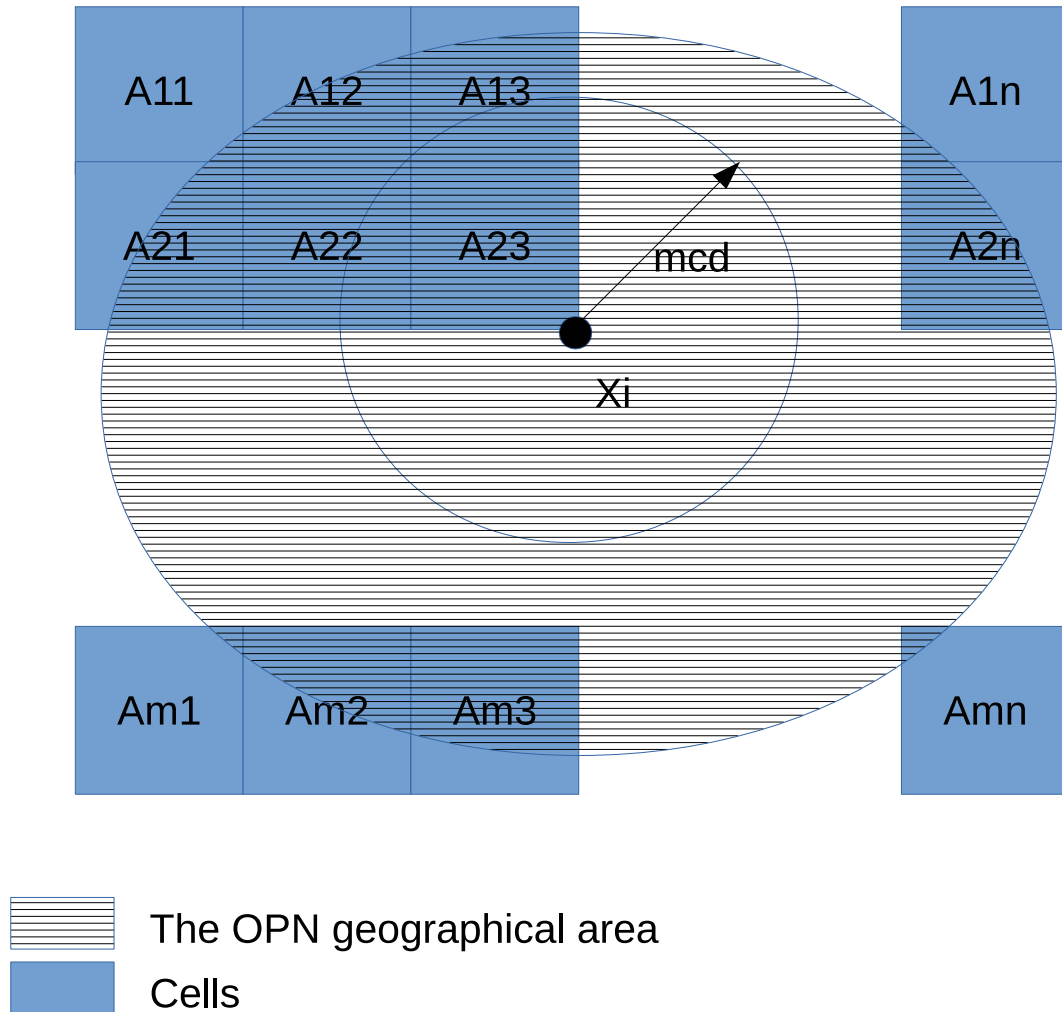 A11 A12 A13 A1n
A21 A22 A23 A2n
mcd
Xi
Am1 Am2 Am3 Amn
The OPN geographical area
Cells